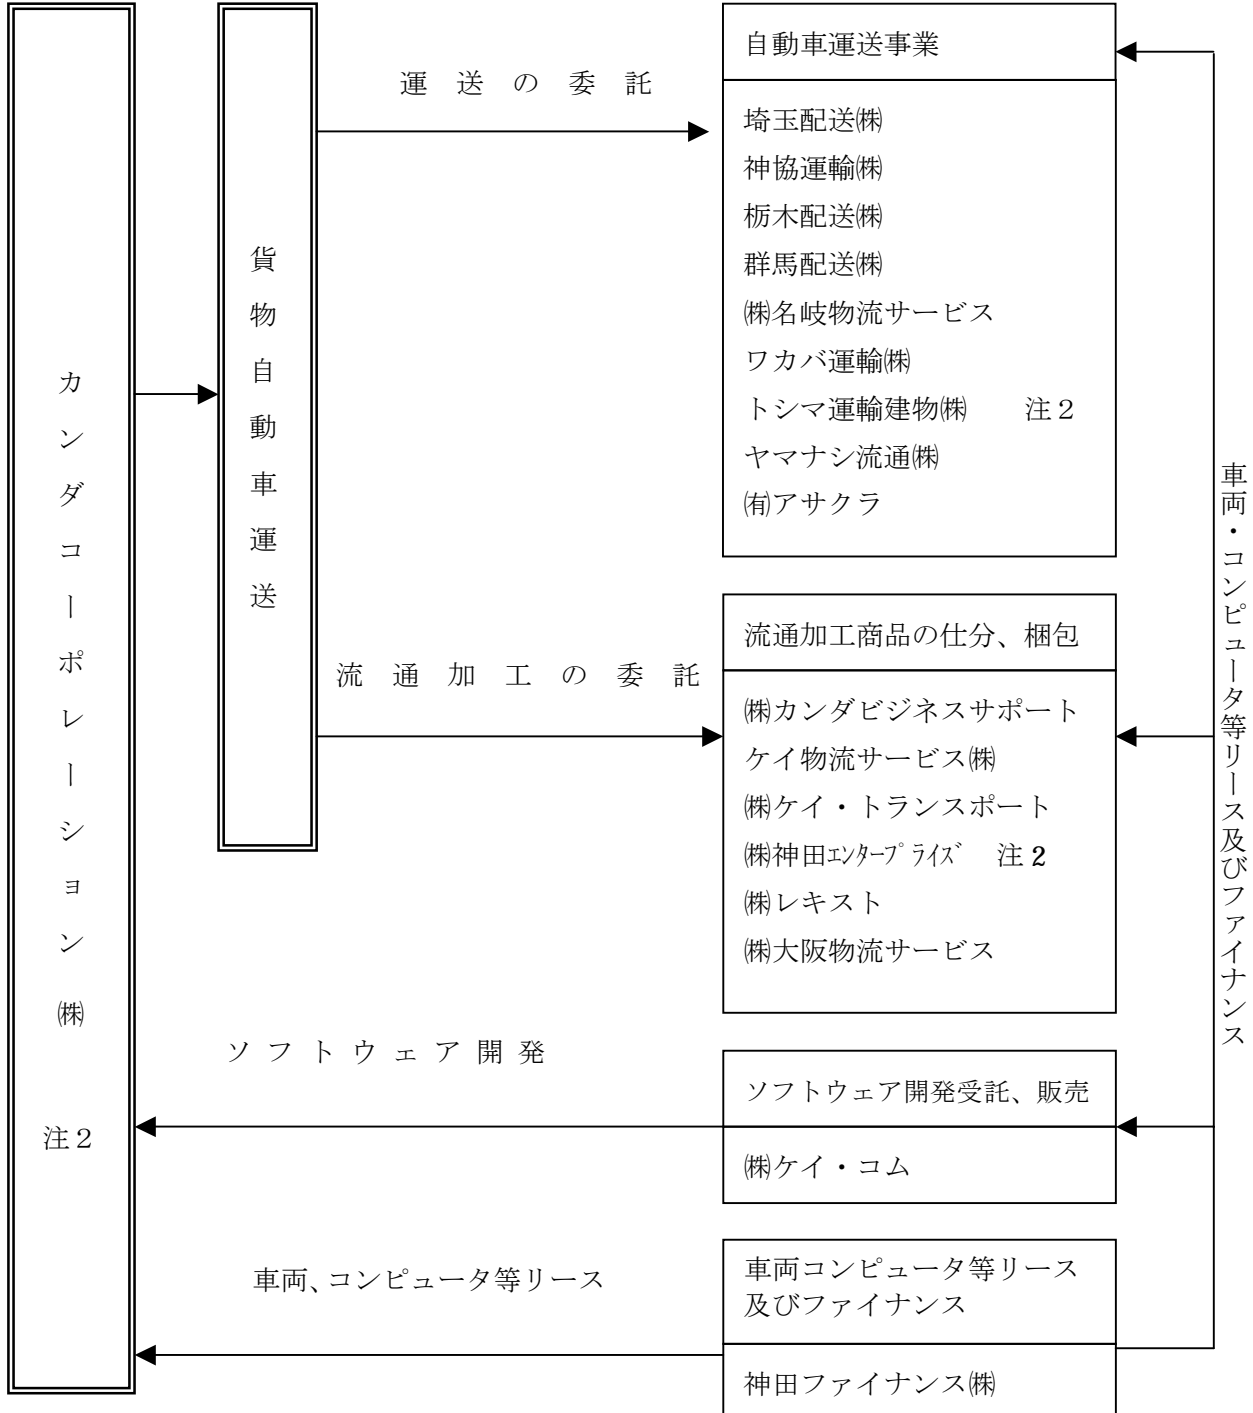 カンダコーポレーション㈱
注２
貨物自動車運送
運送の委託
自動車運送事業
埼玉配送㈱
神協運輸㈱
栃木配送㈱
群馬配送㈱
㈱名岐物流サービス
ワカバ運輸㈱
トシマ運輸建物㈱　注２
ヤマナシ流通㈱
㈲アサクラ
流通加工の委託
流通加工商品の仕分、梱包
㈱カンダビジネスサポート
ケイ物流サービス㈱
㈱ケイ・トランスポート
㈱神田ｴﾝﾀｰﾌﾟﾗｲｽﾞ　注２
㈱レキスト
㈱大阪物流サービス
ソフトウェア開発
ソフトウェア開発受託、販売
㈱ケイ・コム
車両、コンピュータ等リース
車両コンピュータ等リース
及びファイナンス
神田ファイナンス㈱
車両・コンピュータ等リース及びファイナンス